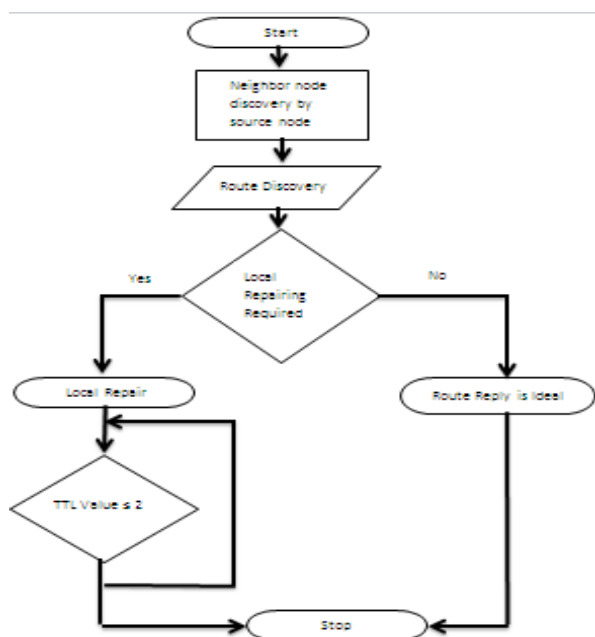 Start
Neighbor node
discovery by
source node
Route Discovery
Yes
Local
Repairing
Required
No
Local Repair
Route Reply is Ideal
TTL Value ≤ 2
Stop